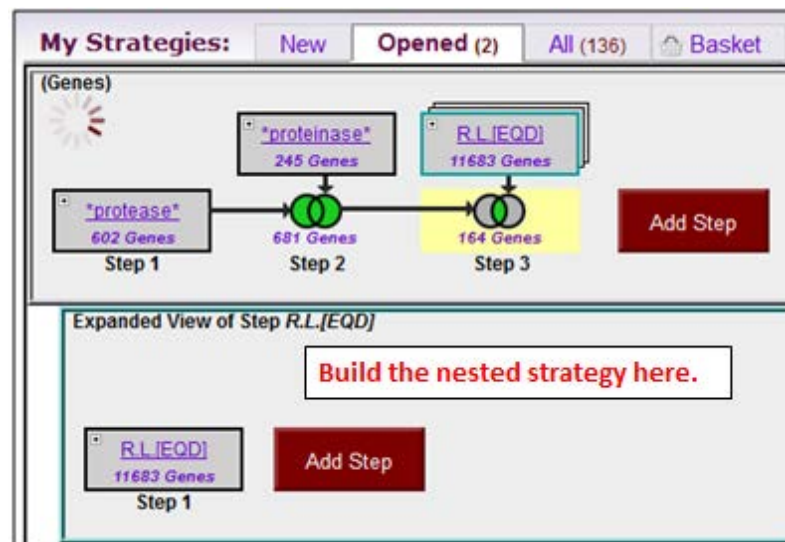 My Strategies: New Opened (2) All (136) Basket
(Genes)
*proteinase* R.L.[EQD]
245 Genes 11683 Genes
*protease*
602 Genes 681 Genes 164 Genes Add Step
Step 1 Step 2 Step 3
Expanded View of Step R.L.[EQD]
Build the nested strategy here.
R.L.[EQD]
11683 Genes Add Step
Step 1